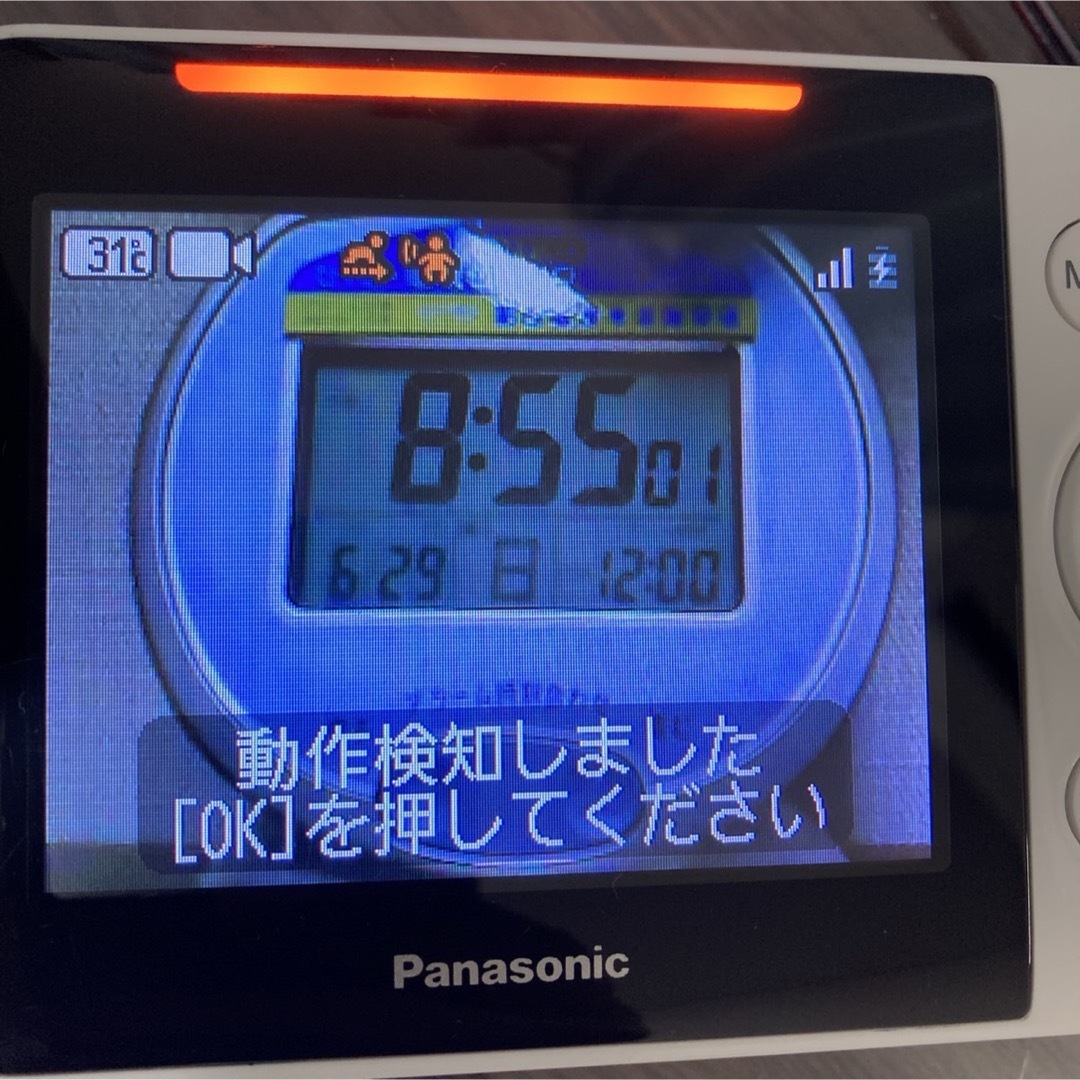 31℃
8:55 01
6 29 日 12:00
動作検知しました
[OK]を押してください
Panasonic